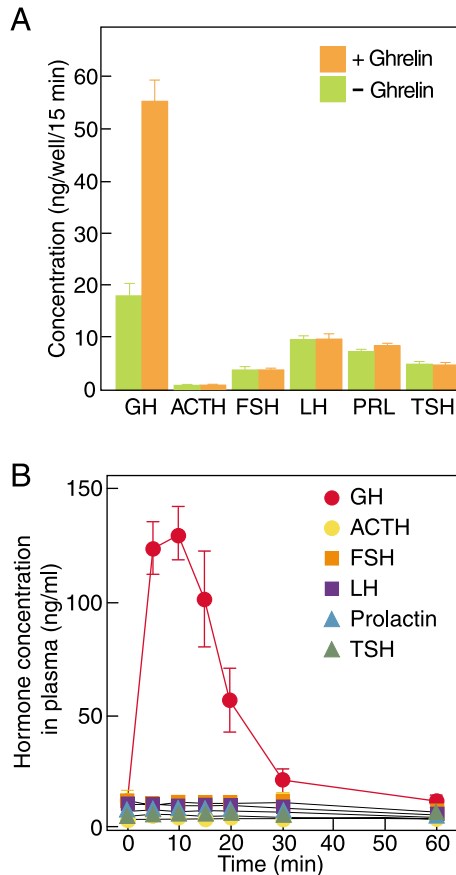 A
+ Ghrelin
− Ghrelin
Concentration (ng/well/15 min)
60
50
40
30
20
10
0
GH ACTH FSH LH PRL TSH
B
GH
ACTH
FSH
LH
Prolactin
TSH
Hormone concentration
in plasma (ng/ml)
150
100
50
0
0 10 20 30 40 50 60
Time (min)